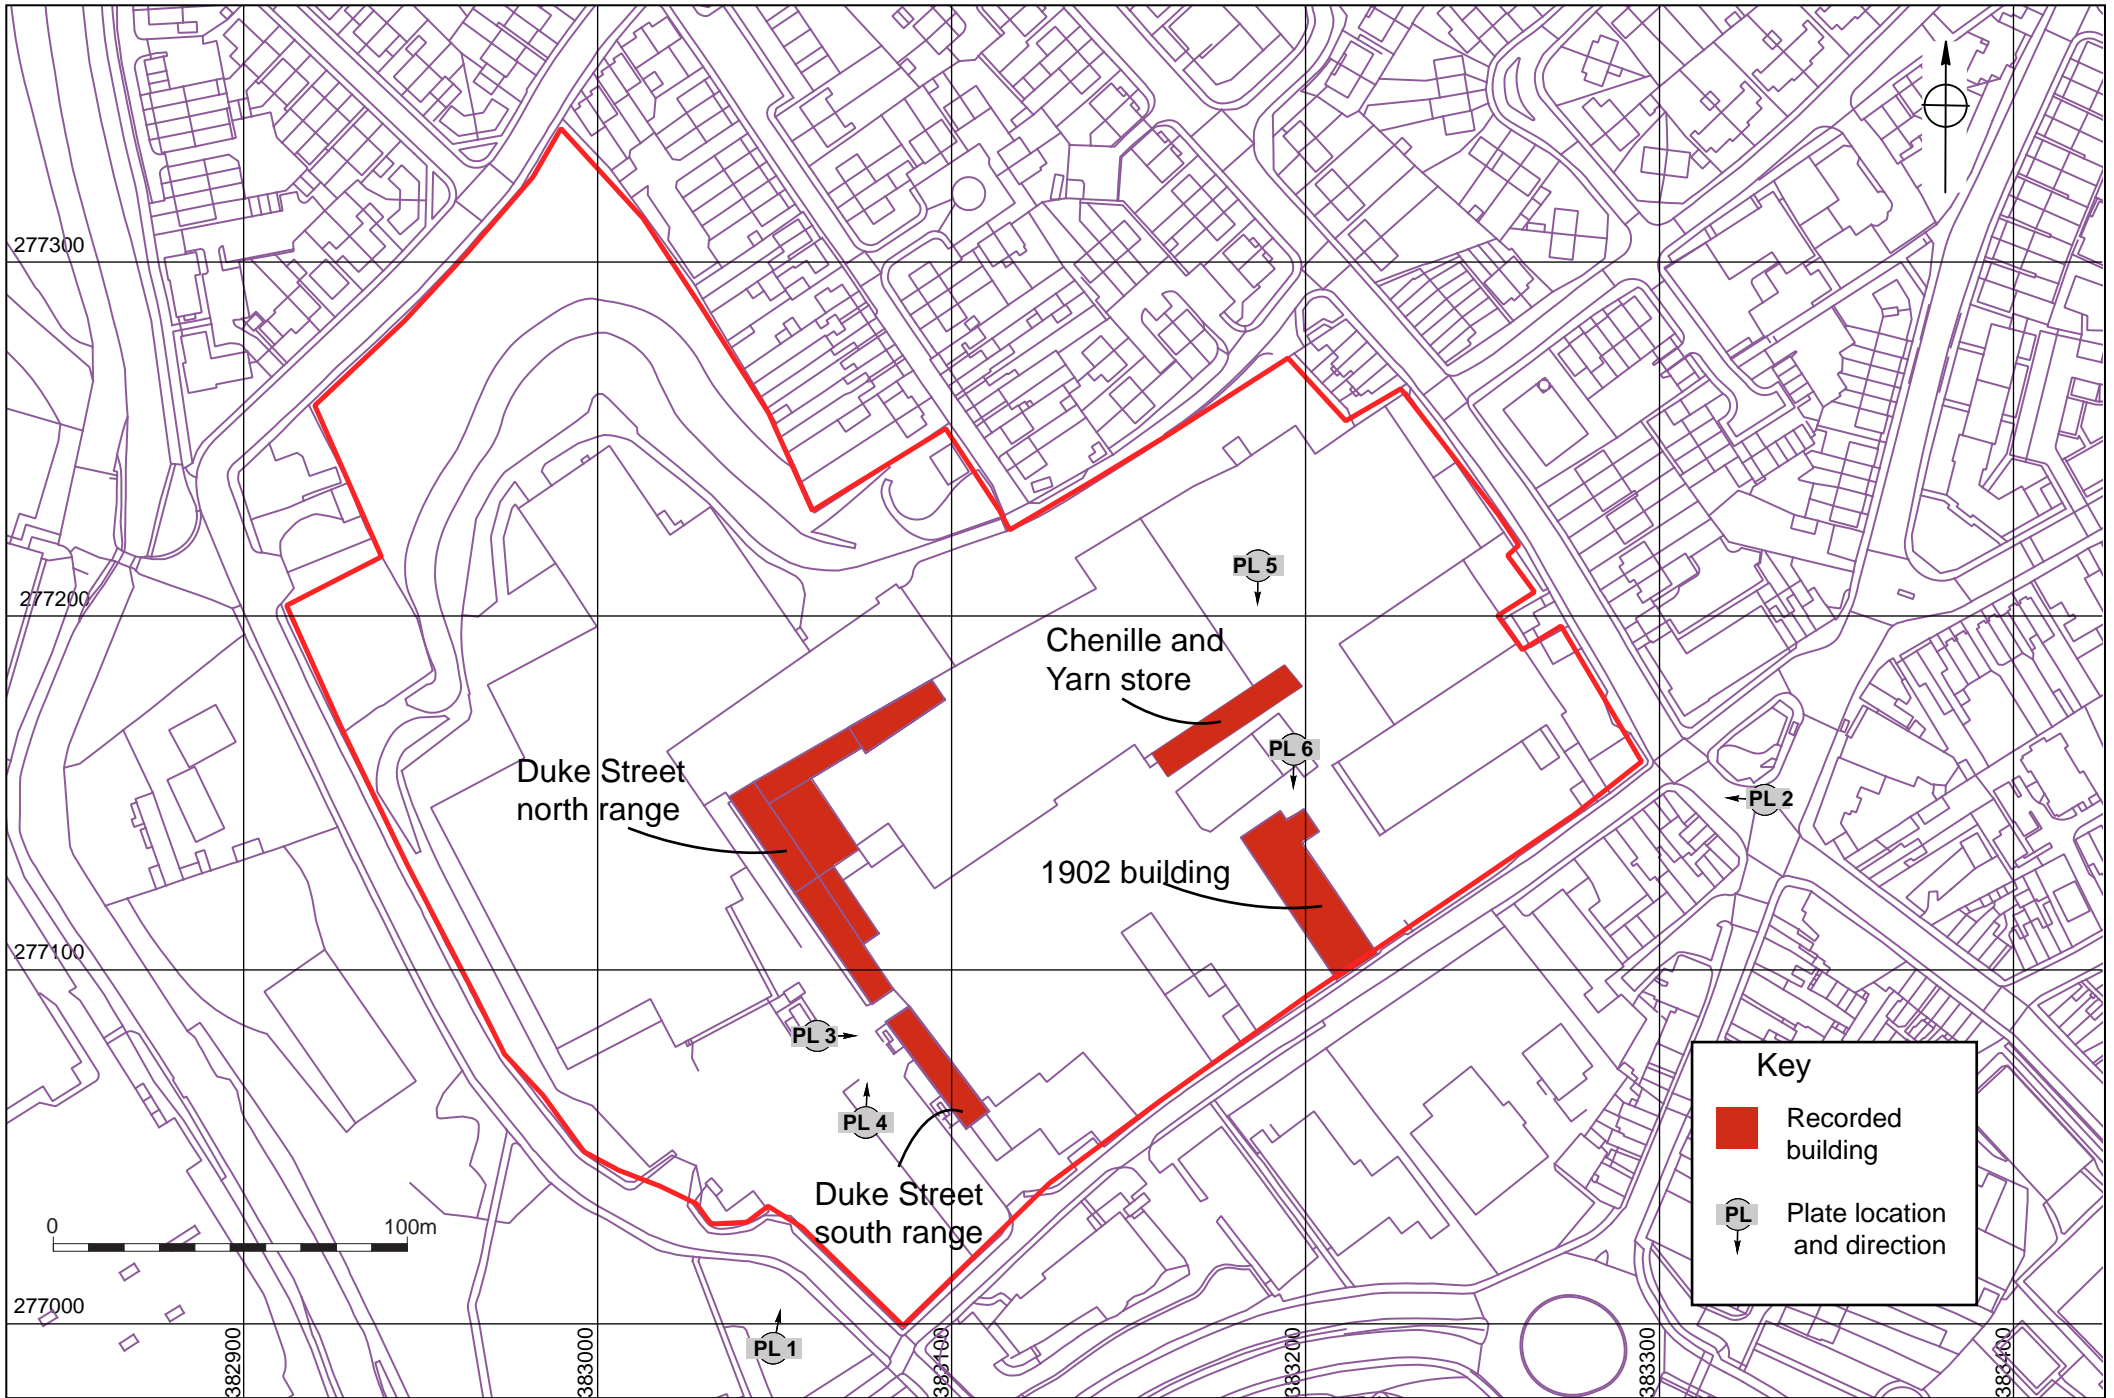 277300
277200
PL 5
Chenille and
Yarn store
PL 6
Duke Street
north range
PL 2
1902 building
277100
PL 3
PL 4
Duke Street
south range
Key
Recorded
building
PL
Plate location
and direction
0
100m
277000
PL 1
382900
383000
383100
383200
383300
383400